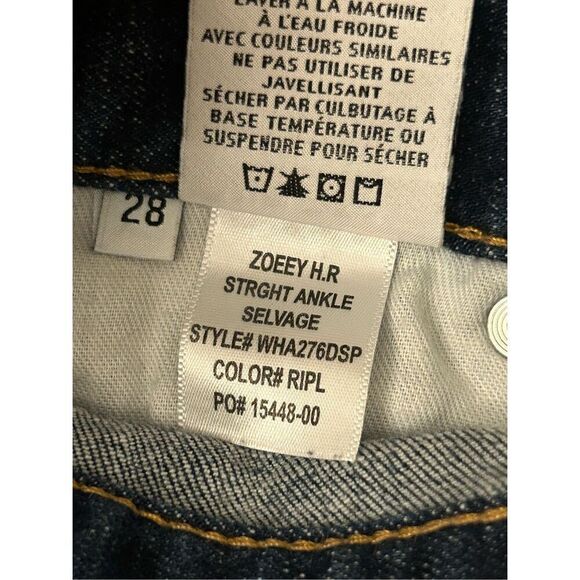 LAVER À LA MACHINE
À L'EAU FROIDE
AVEC COULEURS SIMILAIRES
NE PAS UTILISER DE
JAVELLISANT
SÉCHER PAR CULBUTAGE À
BASE TEMPÉRATURE OU
SUSPENDRE POUR SÉCHER
28
ZOEEY H.R
STRGHT ANKLE
SELVAGE
STYLE# WHA276DSP
COLOR# RIPL
PO# 15448-00